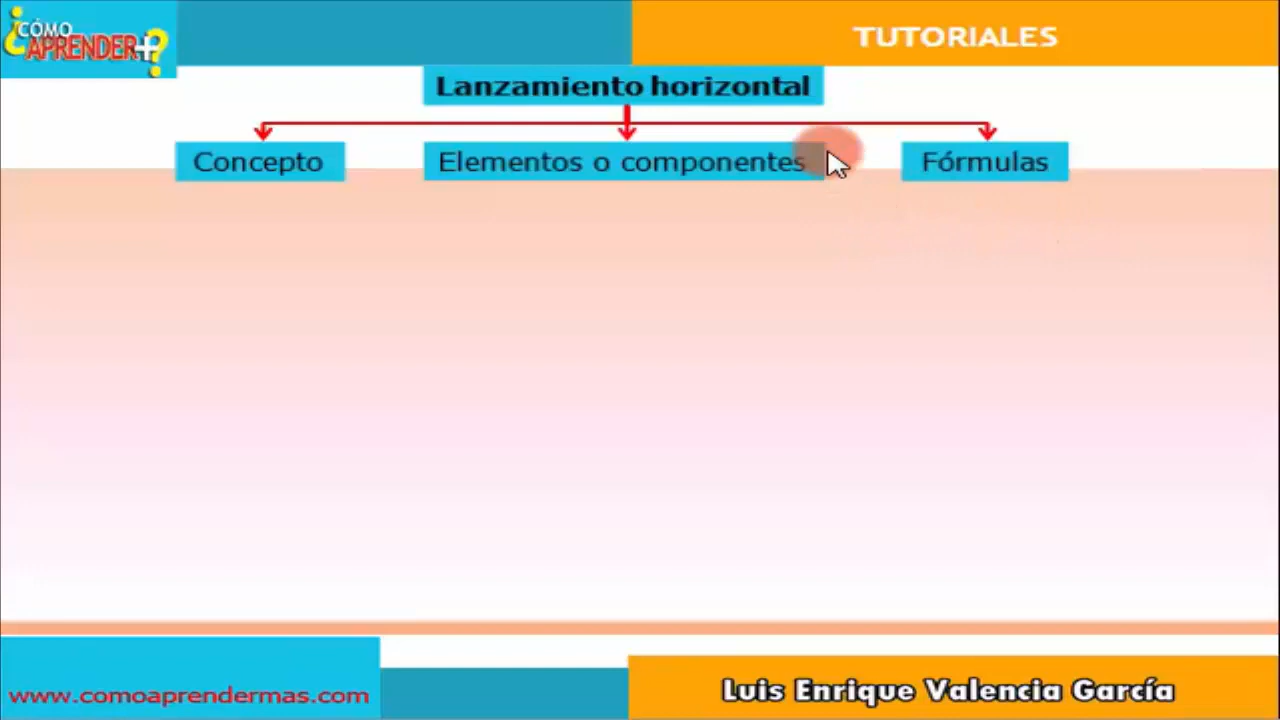 ¿CÓMO
APRENDER+?
TUTORIALES
Lanzamiento horizontal
Concepto
Elementos o componentes
Fórmulas
www.comoaprendermas.com
Luis Enrique Valencia García